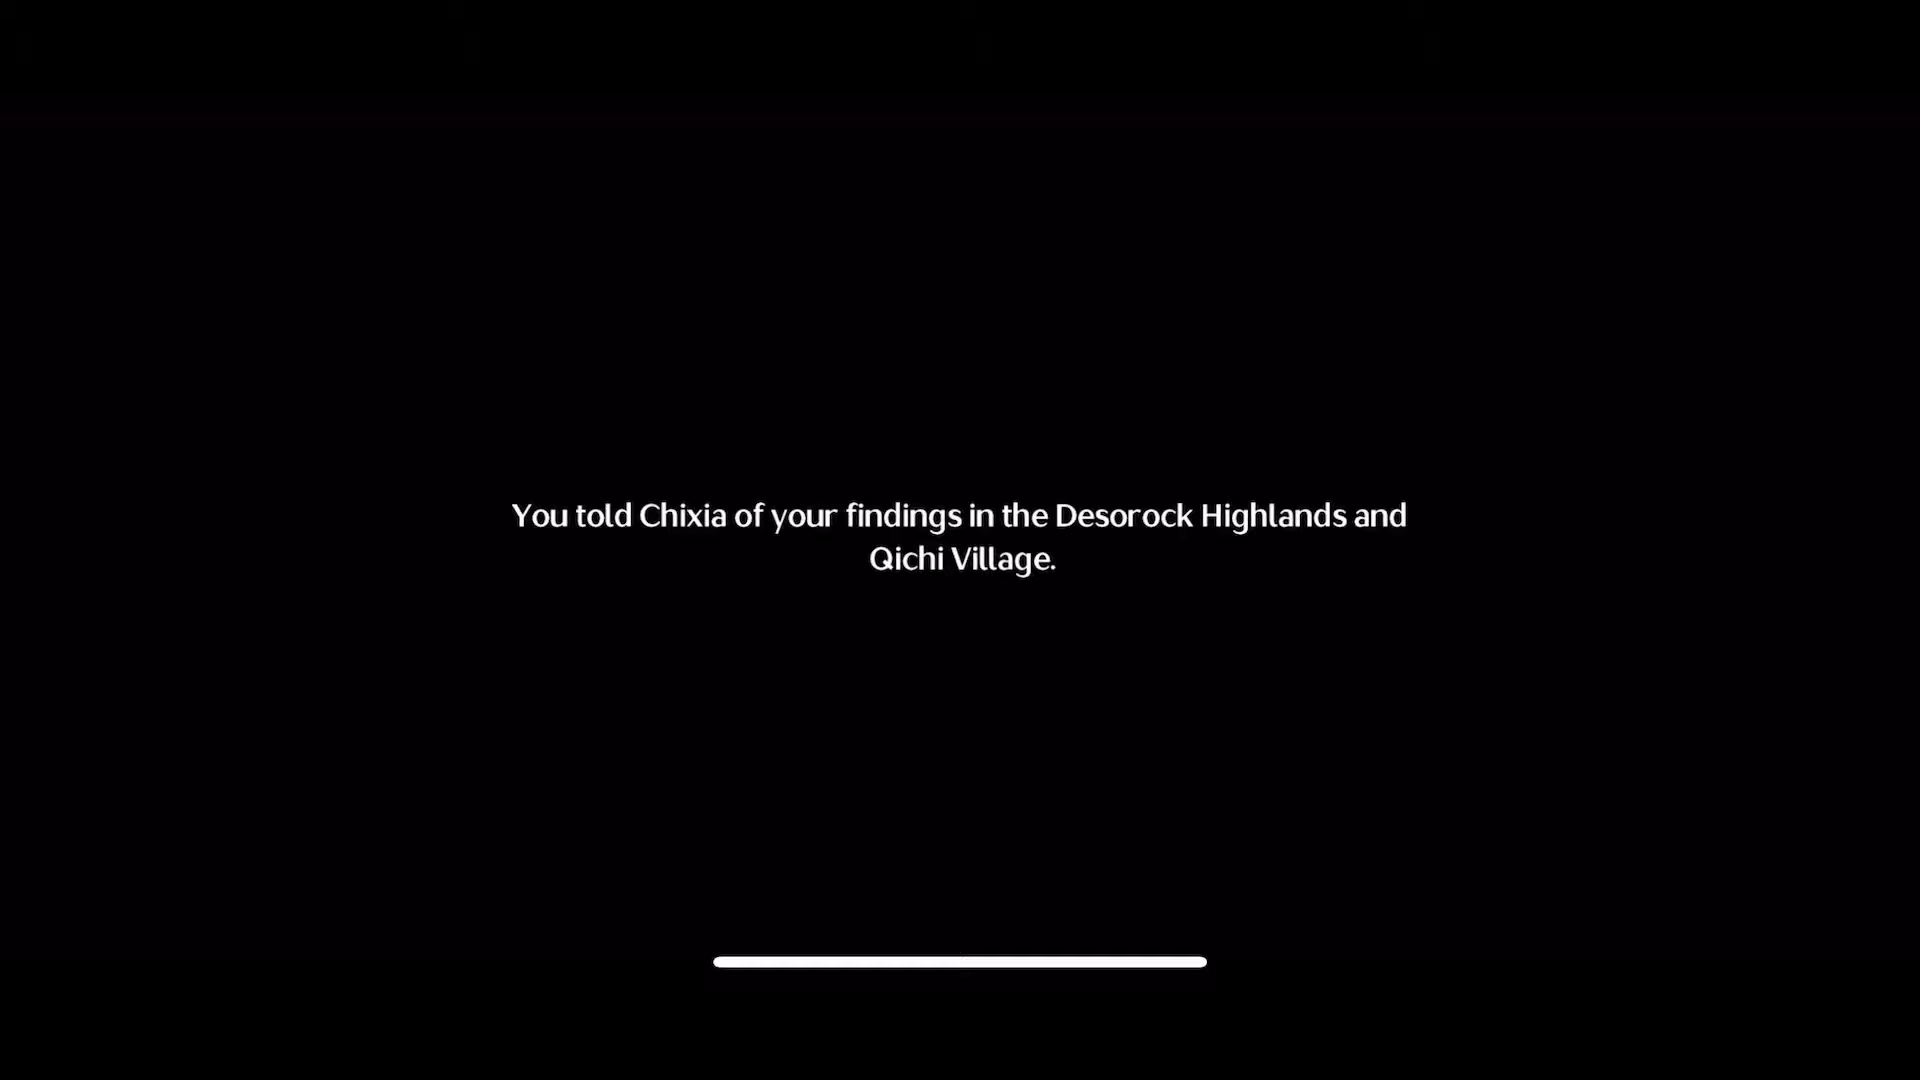 You told Chixia of your findings in the Desorock Highlands and
Qichi Village.